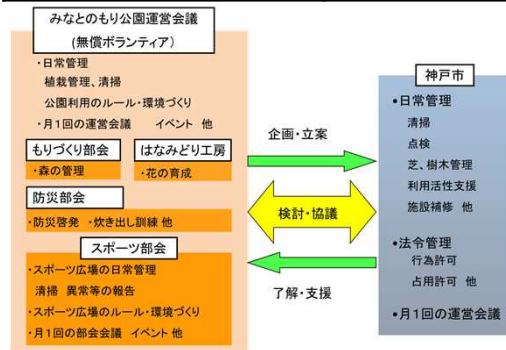 みなとのもり公園運営会議
(無償ボランティア)
・日常管理
植栽管理、清掃
公園利用のルール・環境づくり
・月1回の運営会議　イベント 他
もりづくり部会
・森の管理
はなみどり工房
・花の育成
防災部会
・防災啓発 ・炊き出し訓練 他
スポーツ部会
・スポーツ広場の日常管理
清掃 異常等の報告
・スポーツ広場のルール・環境づくり
・月1回の部会会議 イベント 他
企画・立案
検討・協議
了解・支援
神戸市
•日常管理
清掃
点検
芝、樹木管理
利用活性支援
施設補修 他
•法令管理
行為許可
占用許可 他
•月1回の運営会議